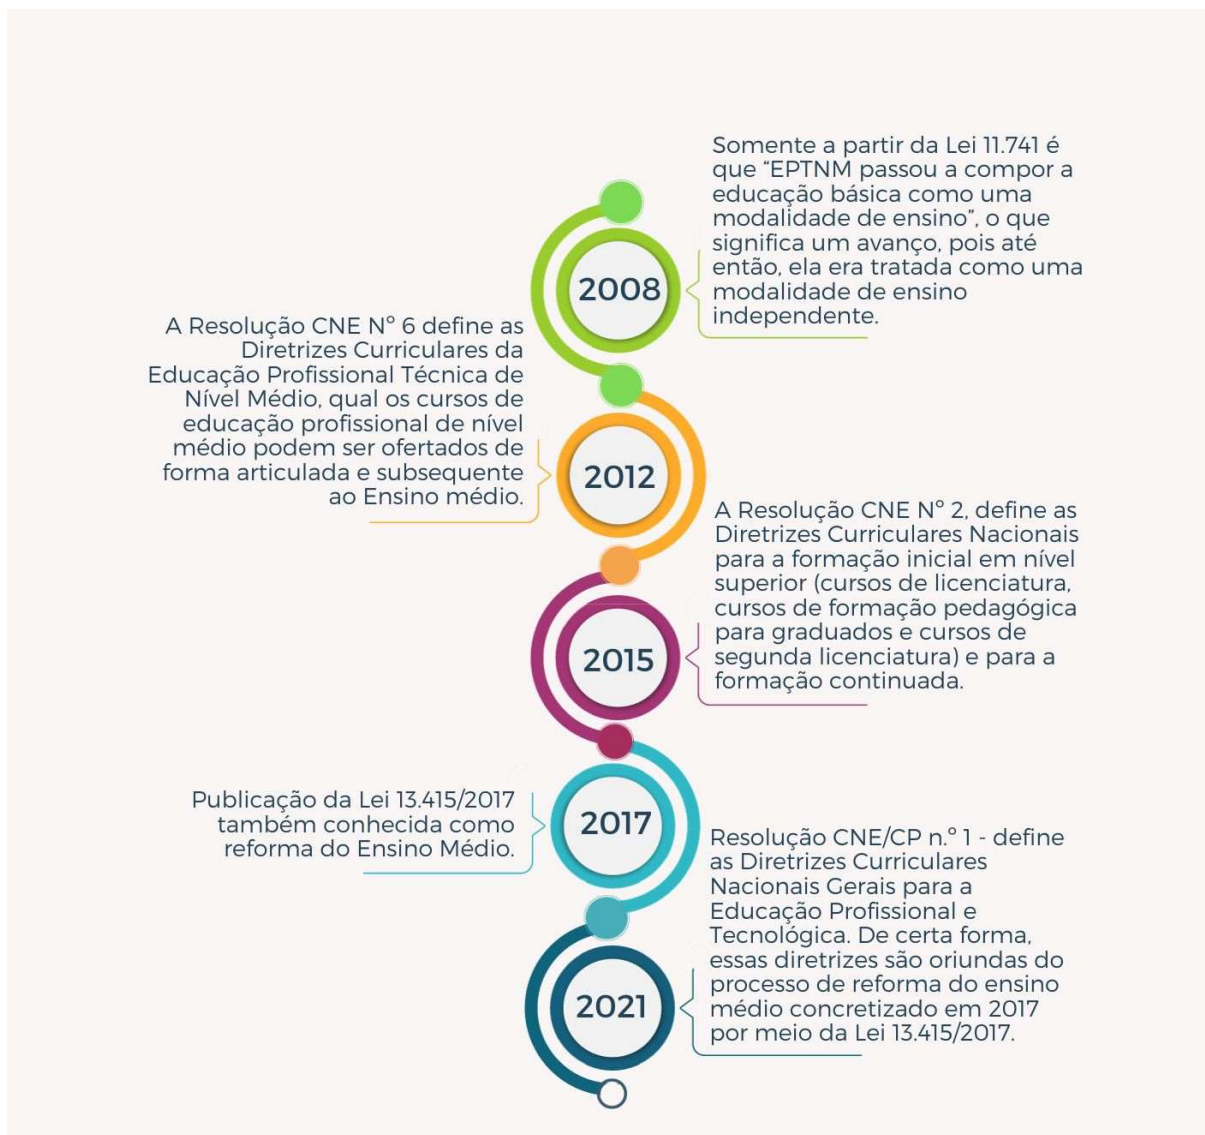 Somente a partir da Lei 11.741 é
que “EPTNM passou a compor a
educação básica como uma
modalidade de ensino”, o que
significa um avanço, pois até
então, ela era tratada como uma
modalidade de ensino
independente.
2008
A Resolução CNE Nº 6 define as
Diretrizes Curriculares da
Educação Profissional Técnica de
Nível Médio, qual os cursos de
educação profissional de nível
médio podem ser ofertados de
forma articulada e subsequente
ao Ensino médio.
2012
A Resolução CNE Nº 2, define as
Diretrizes Curriculares Nacionais
para a formação inicial em nível
superior (cursos de licenciatura,
cursos de formação pedagógica
para graduados e cursos de
segunda licenciatura) e para a
formação continuada.
2015
Publicação da Lei 13.415/2017
também conhecida como
reforma do Ensino Médio.
2017
Resolução CNE/CP n.º 1 - define
as Diretrizes Curriculares
Nacionais Gerais para a
Educação Profissional e
Tecnológica. De certa forma,
essas diretrizes são oriundas do
processo de reforma do ensino
médio concretizado em 2017
por meio da Lei 13.415/2017.
2021